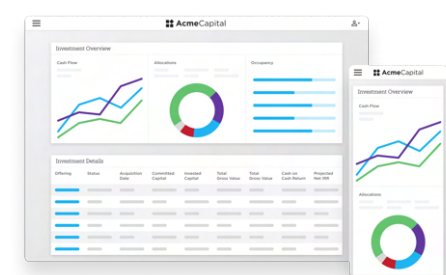 AcmeCapital
Investment Overview
Cash Flow
Allocations
Occupancy
Investment Details
Offering Status Acquisition Date Committed Capital Invested Capital Total Gross Value Total Gross Value Cash on Cash Return Projected Net IRR
AcmeCapital
Investment Overview
Cash Flow
Allocations